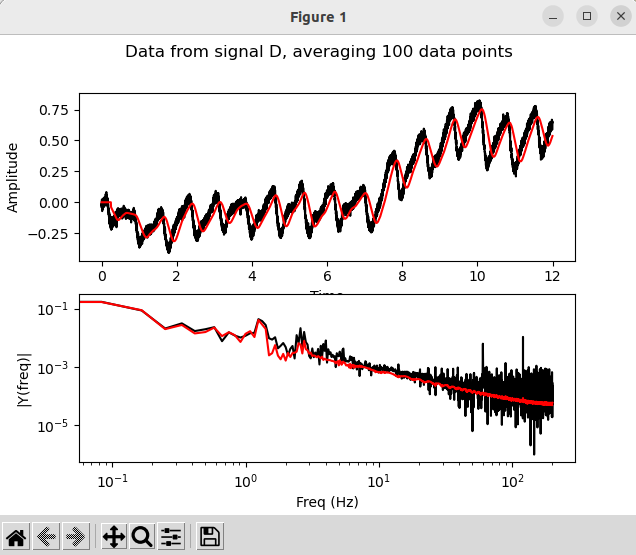 Figure 1
Data from signal D, averaging 100 data points
Amplitude
0.75
0.50
0.25
0.00
−0.25
0 2 4 6 8 10 12
Time
|Y(freq)|
10⁻¹
10⁻³
10⁻⁵
10⁻¹ 10⁰ 10¹ 10²
Freq (Hz)